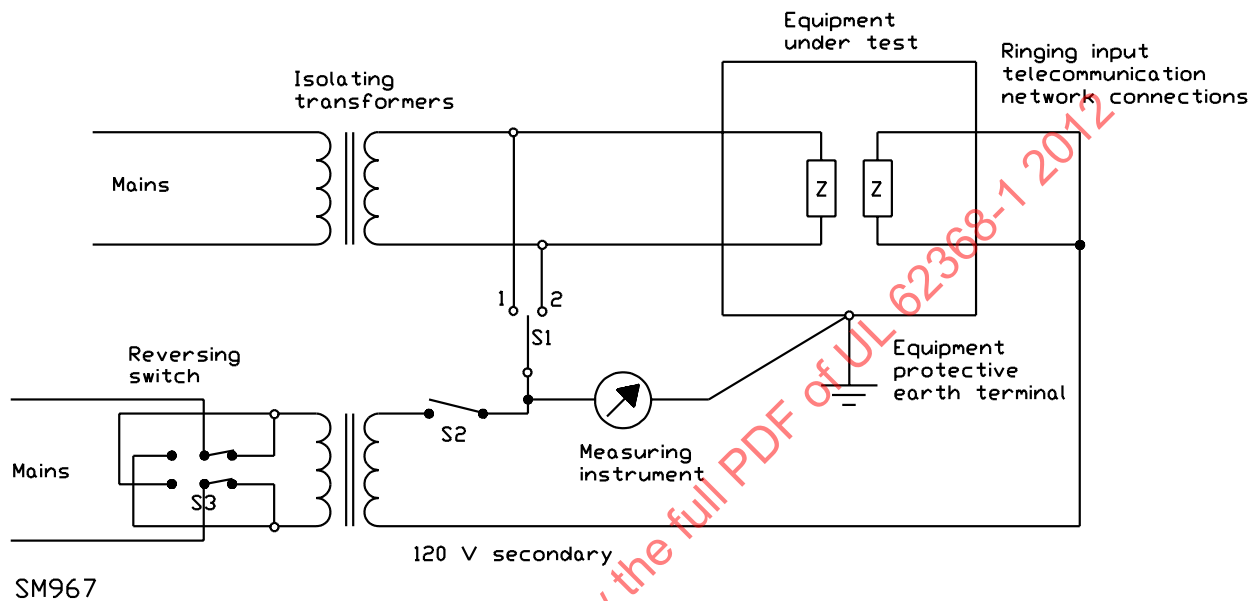 Equipment
under test
Ringing input
telecommunication
network connections
Isolating
transformers
Mains
Z
Z
1
2
S1
Reversing
switch
Equipment
protective
earth terminal
S2
Measuring
instrument
Mains
S3
120 V secondary
SM967
y the full PDF of UL 62368-1 2012